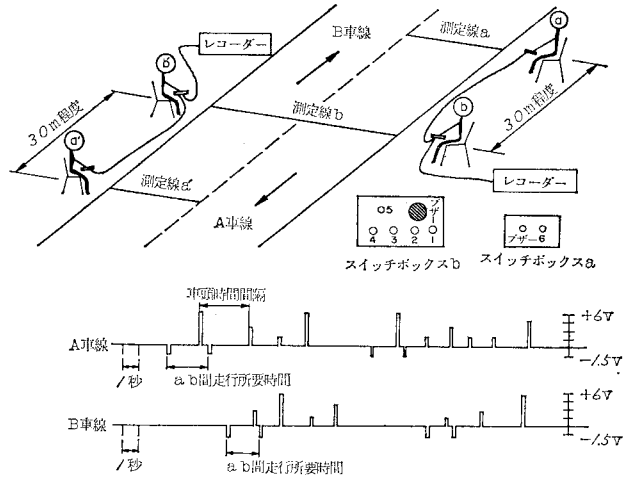 B車線
測定線a
a
レコーダー
b'
30m程度
a'
測定線b
b
30m程度
測定線a'
レコーダー
A車線
5
ブザー
4 3 2 1
ブザー 6
スイッチボックスb
スイッチボックスa
車頭時間間隔
A車線
+6V
-1.5V
1秒
ab間走行所要時間
B車線
+6V
-1.5V
1秒
ab間走行所要時間